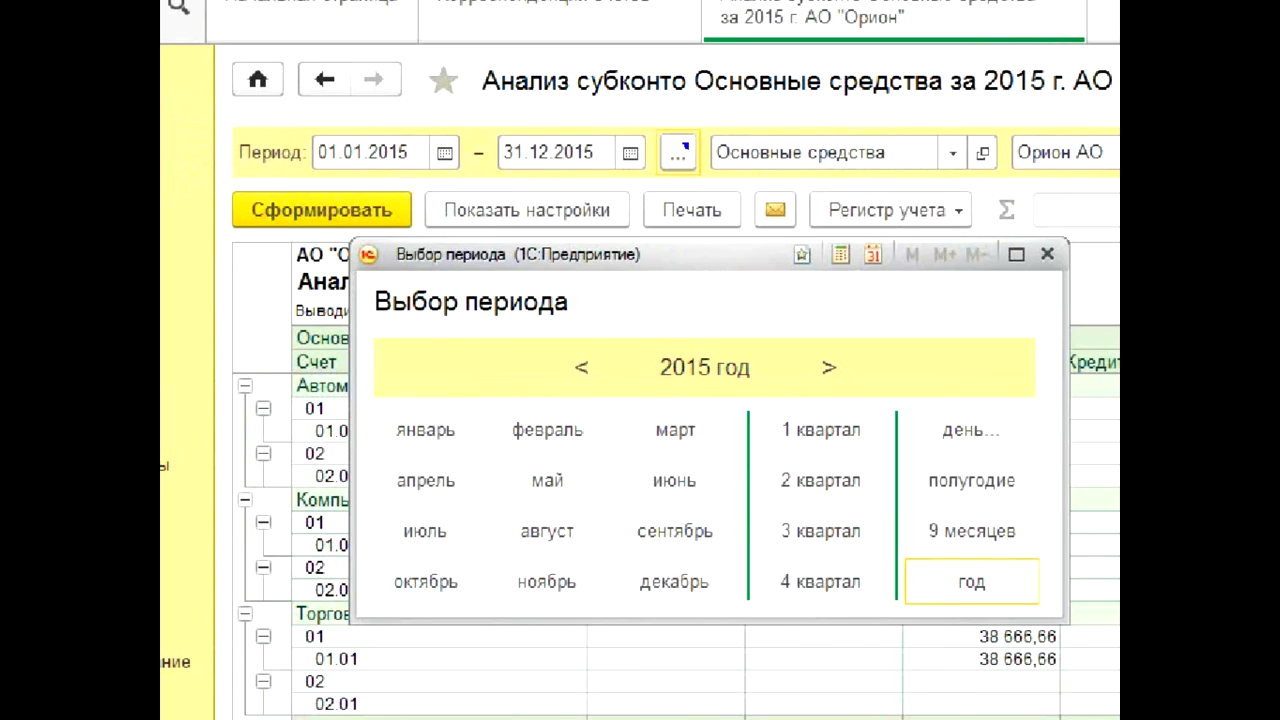 за 2015 г. АО "Орион"
Анализ субконто Основные средства за 2015 г. АО
Период: 01.01.2015 – 31.12.2015 ... Основные средства Орион АО
Сформировать Показать настройки Печать Регистр учета Σ
АО "О
Выбор периода (1С:Предприятие) 31 M M+ M-
Анал
Выбор периода
Выводи
Основ
< 2015 год >
Счет
Кредит
Автом
январь февраль март 1 квартал день...
01
01.0
02
апрель май июнь 2 квартал полугодие
02.0
Компь
01
июль август сентябрь 3 квартал 9 месяцев
01.0
02
октябрь ноябрь декабрь 4 квартал год
02.0
Торгов
01 38 666,66
01.01 38 666,66
ние
02
02.01